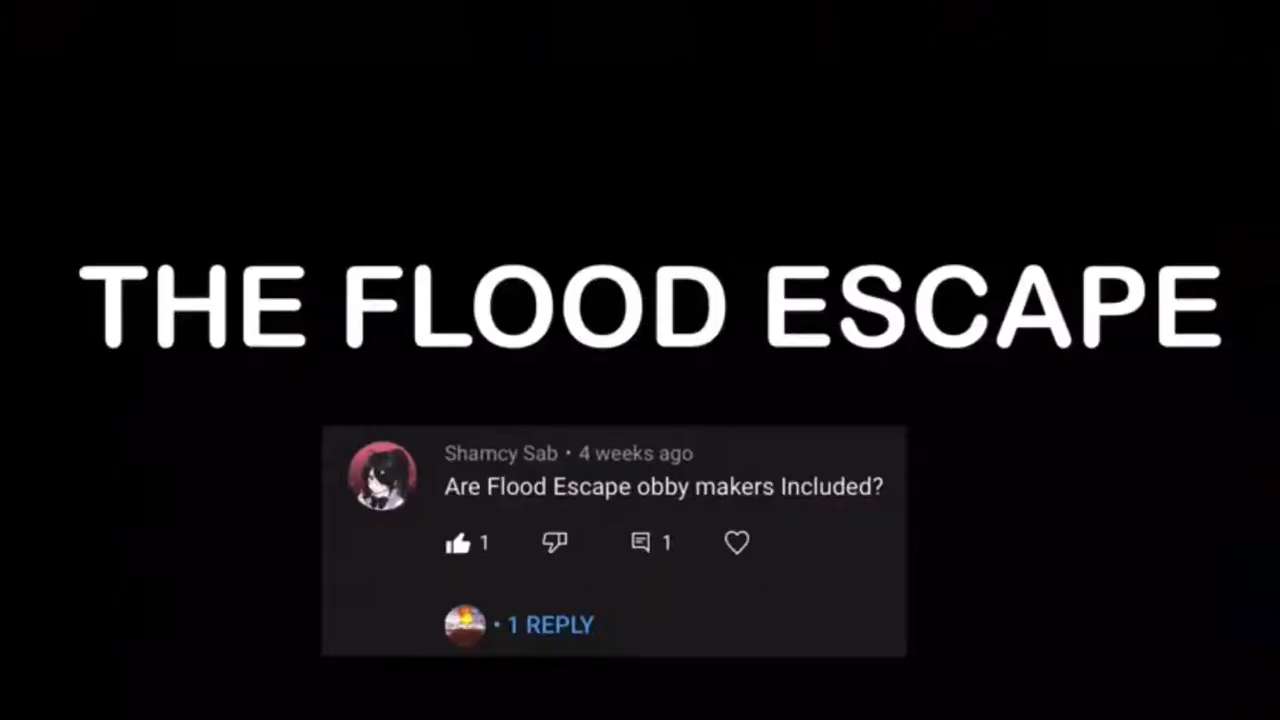 THE FLOOD ESCAPE
Shamcy Sab • 4 weeks ago
Are Flood Escape obby makers Included?
1 1
• 1 REPLY